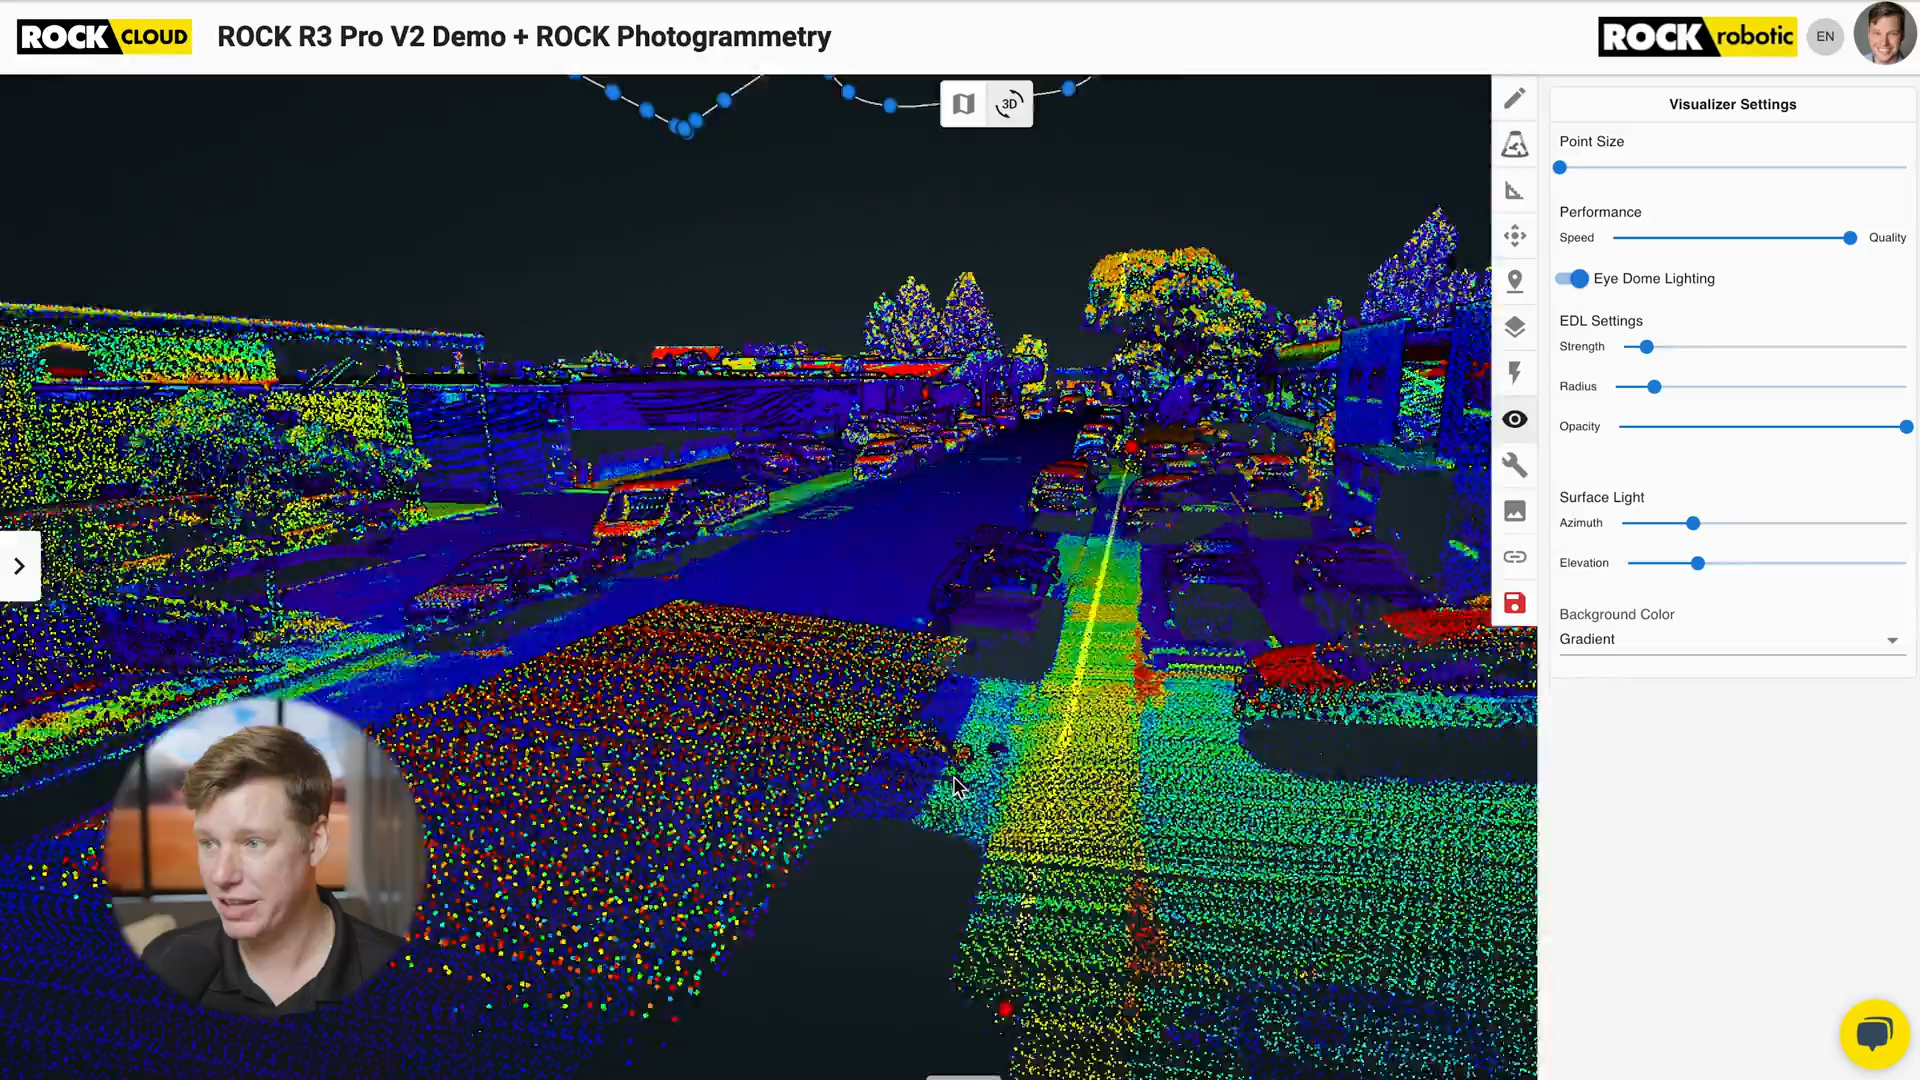 ROCK CLOUD
ROCK R3 Pro V2 Demo + ROCK Photogrammetry
ROCK robotic
EN
3D
Visualizer Settings
Point Size
Performance
Speed
Quality
Eye Dome Lighting
EDL Settings
Strength
Radius
Opacity
Surface Light
Azimuth
Elevation
Background Color
Gradient